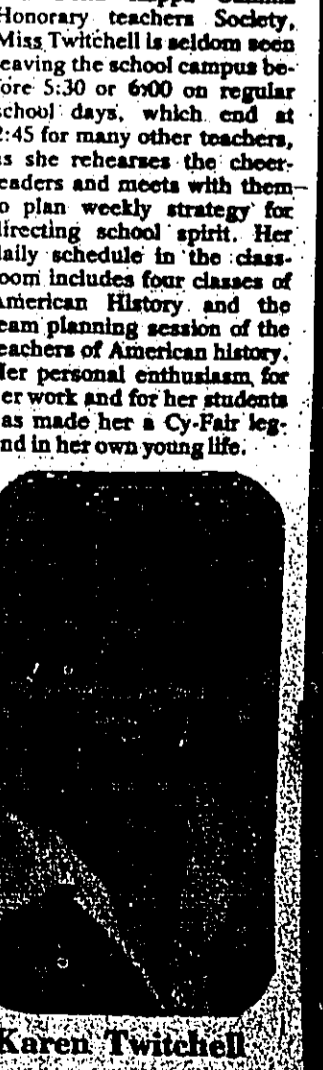 Honorary teachers Society,
Miss Twitchell is seldom seen
leaving the school campus be-
fore 5:30 or 6:00 on regular
school days, which end at
2:45 for many other teachers,
as she rehearses the cheer-
leaders and meets with them
to plan weekly strategy for
directing school spirit. Her
daily schedule in the class-
room includes four classes of
American History and the
team planning session of the
teachers of American history.
Her personal enthusiasm for
her work and for her students
has made her a Cy-Fair leg-
end in her own young life.
Karen Twitchell